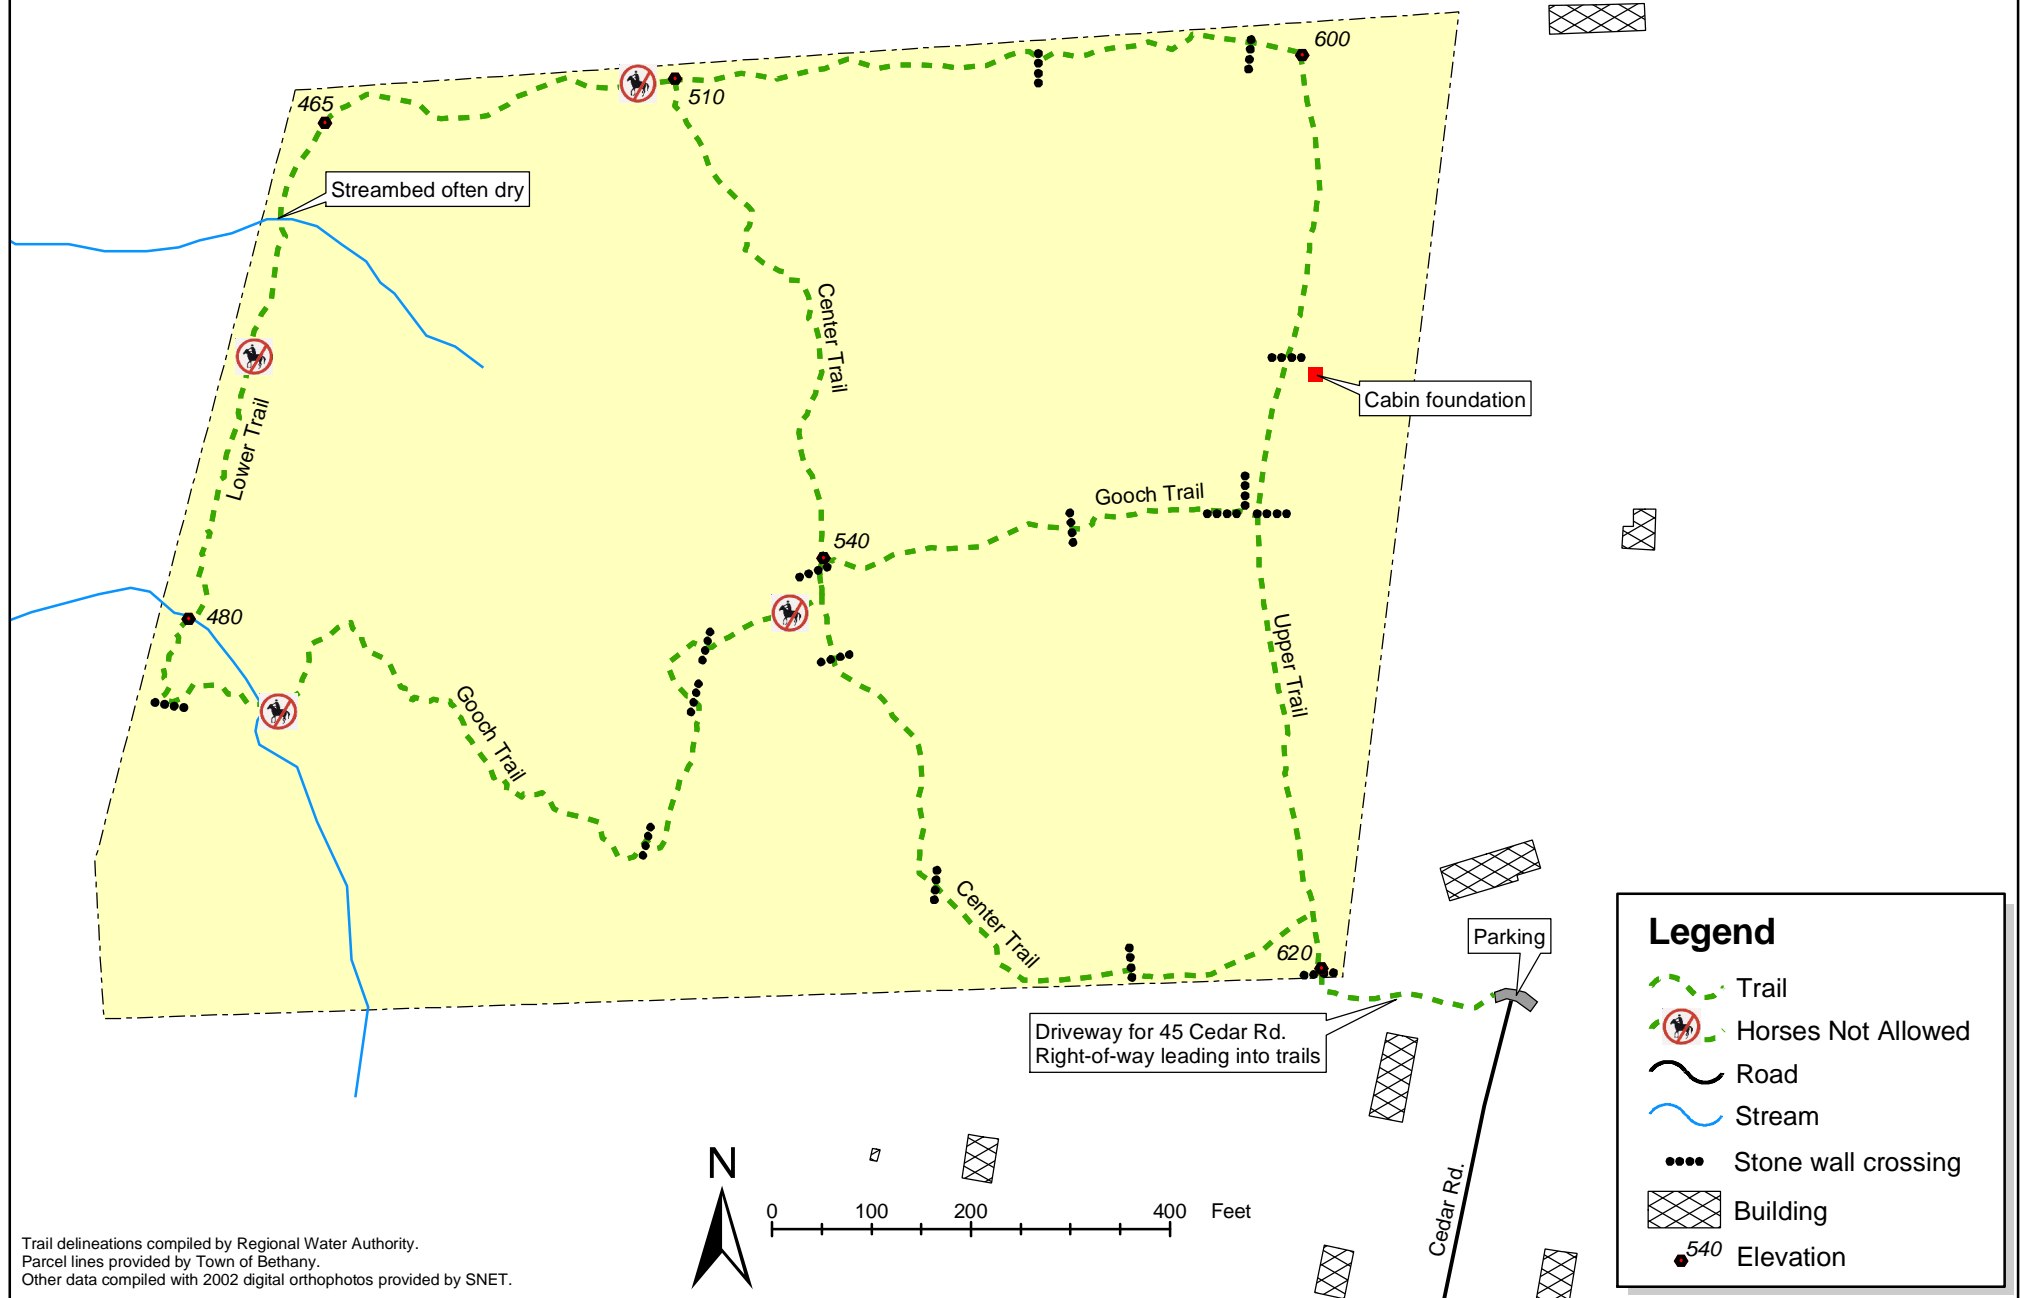 600
465
510
Streambed often dry
Center Trail
Cabin foundation
Lower Trail
Gooch Trail
540
480
Upper Trail
Gooch Trail
Center Trail
620
Parking
Driveway for 45 Cedar Rd.
Right-of-way leading into trails
Cedar Rd.
Legend
Trail
Horses Not Allowed
Road
Stream
Stone wall crossing
Building
540 Elevation
N
0 100 200 400 Feet
Trail delineations compiled by Regional Water Authority.
Parcel lines provided by Town of Bethany.
Other data compiled with 2002 digital orthophotos provided by SNET.